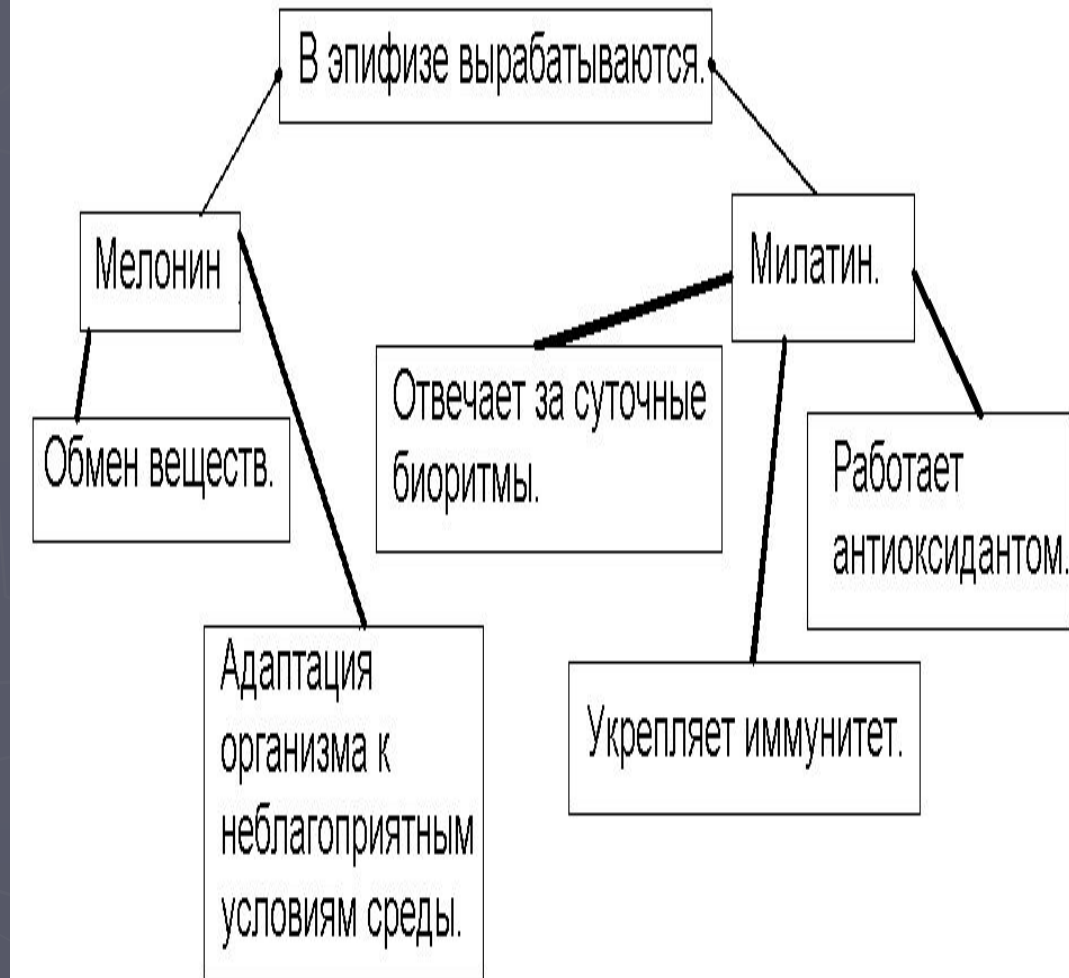 В эпифизе вырабатываются.
Мелонин
Милатин.
Обмен веществ.
Отвечает за суточные
биоритмы.
Работает
антиоксидантом.
Адаптация
организма к
неблагоприятным
условиям среды.
Укрепляет иммунитет.